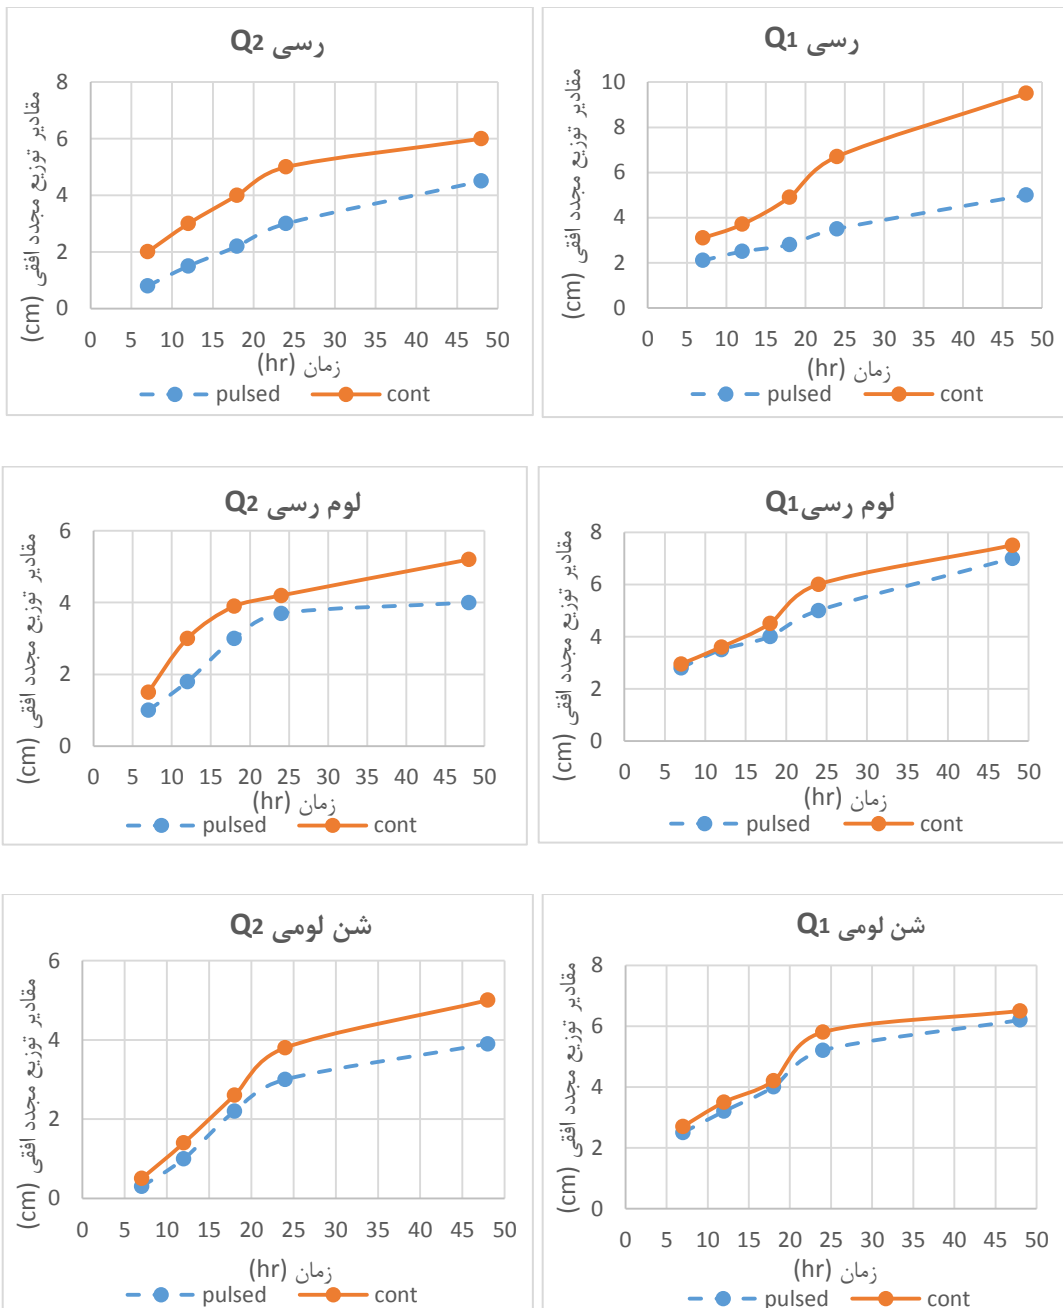 رسی Q2
مقادیر توزیع مجدد افقی (cm)
8
6
4
2
0
0 5 10 15 20 25 30 35 40 45 50
زمان (hr)
pulsed cont
رسی Q1
مقادیر توزیع مجدد افقی (cm)
10
8
6
4
2
0
0 5 10 15 20 25 30 35 40 45 50
زمان (hr)
pulsed cont
لوم رسی Q2
مقادیر توزیع مجدد افقی (cm)
6
4
2
0
0 5 10 15 20 25 30 35 40 45 50
زمان (hr)
pulsed cont
لوم رسیQ1
مقادیر توزیع مجدد افقی (cm)
8
6
4
2
0
0 5 10 15 20 25 30 35 40 45 50
زمان (hr)
pulsed cont
شن لومی Q2
مقادیر توزیع مجدد افقی (cm)
6
4
2
0
0 5 10 15 20 25 30 35 40 45 50
زمان (hr)
pulsed cont
شن لومی Q1
مقادیر توزیع مجدد افقی (cm)
8
6
4
2
0
0 5 10 15 20 25 30 35 40 45 50
زمان (hr)
pulsed cont